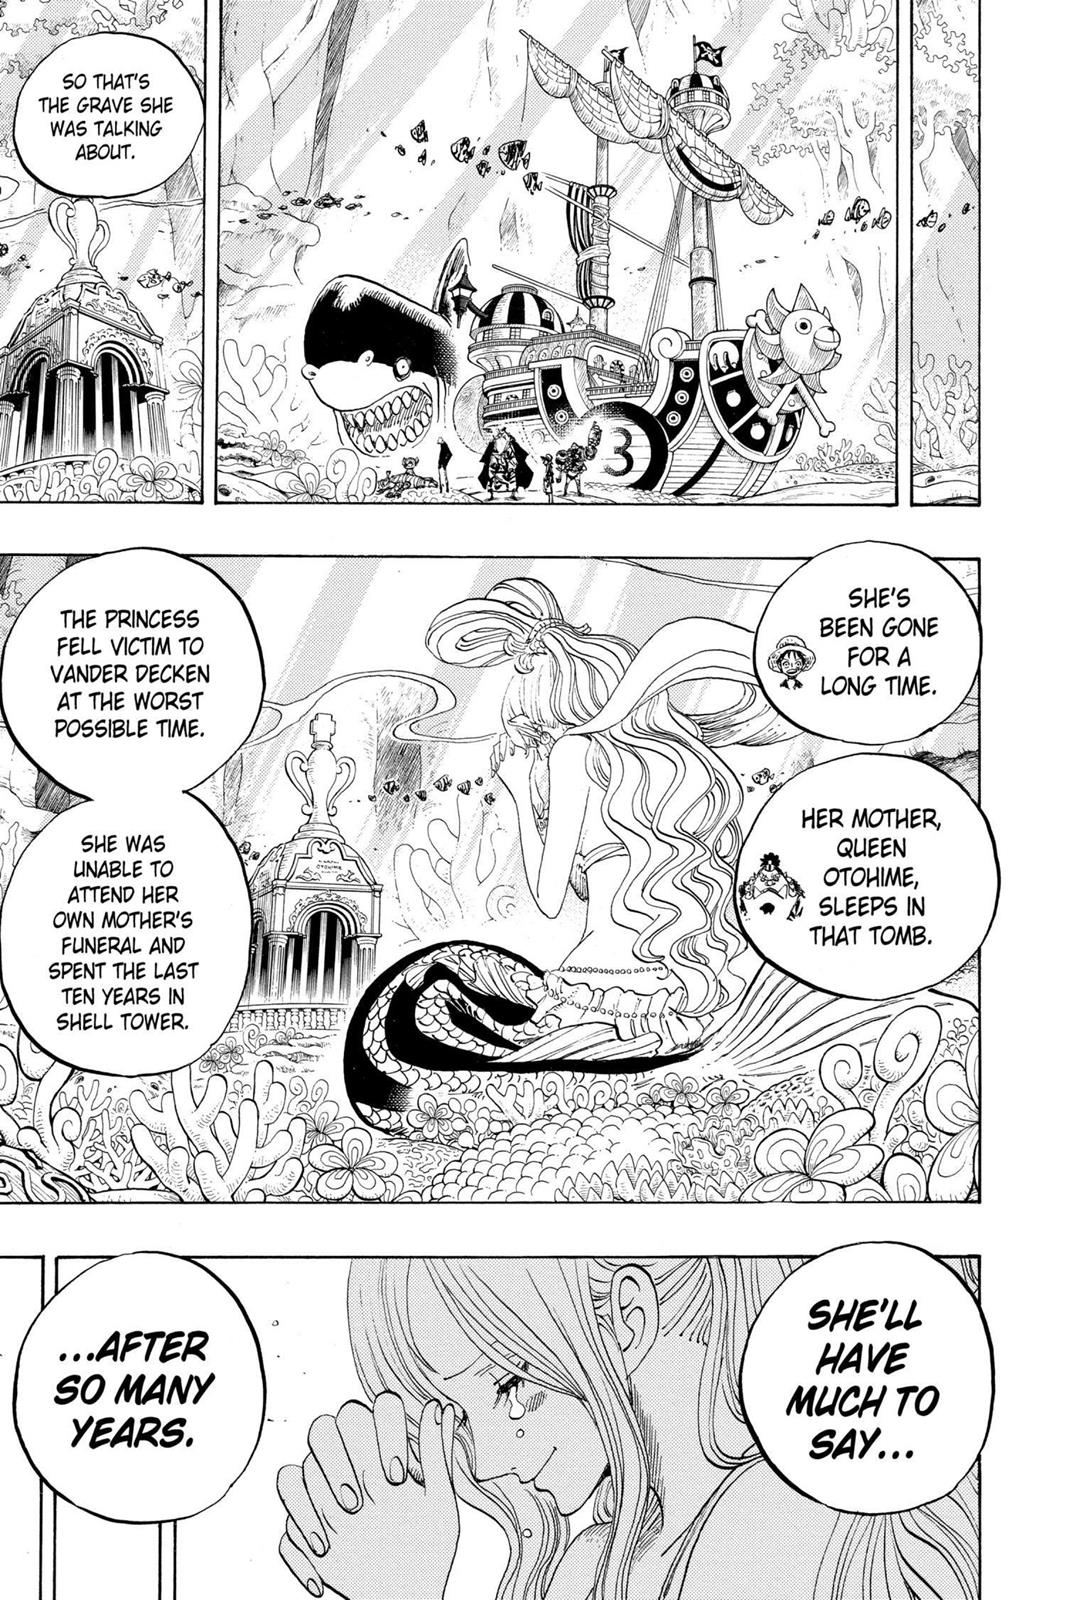 SO THAT'S
THE GRAVE SHE
WAS TALKING
ABOUT.
3
SHE'S
BEEN GONE
FOR A
LONG TIME.
HER MOTHER,
QUEEN
OTOHIME,
SLEEPS IN
THAT TOMB.
THE PRINCESS
FELL VICTIM TO
VANDER DECKEN
AT THE WORST
POSSIBLE TIME.
SHE WAS
UNABLE TO
ATTEND HER
OWN MOTHER'S
FUNERAL AND
SPENT THE LAST
TEN YEARS IN
SHELL TOWER.
OTOHIME
SHE'LL
HAVE
MUCH TO
SAY...
...AFTER
SO MANY
YEARS.